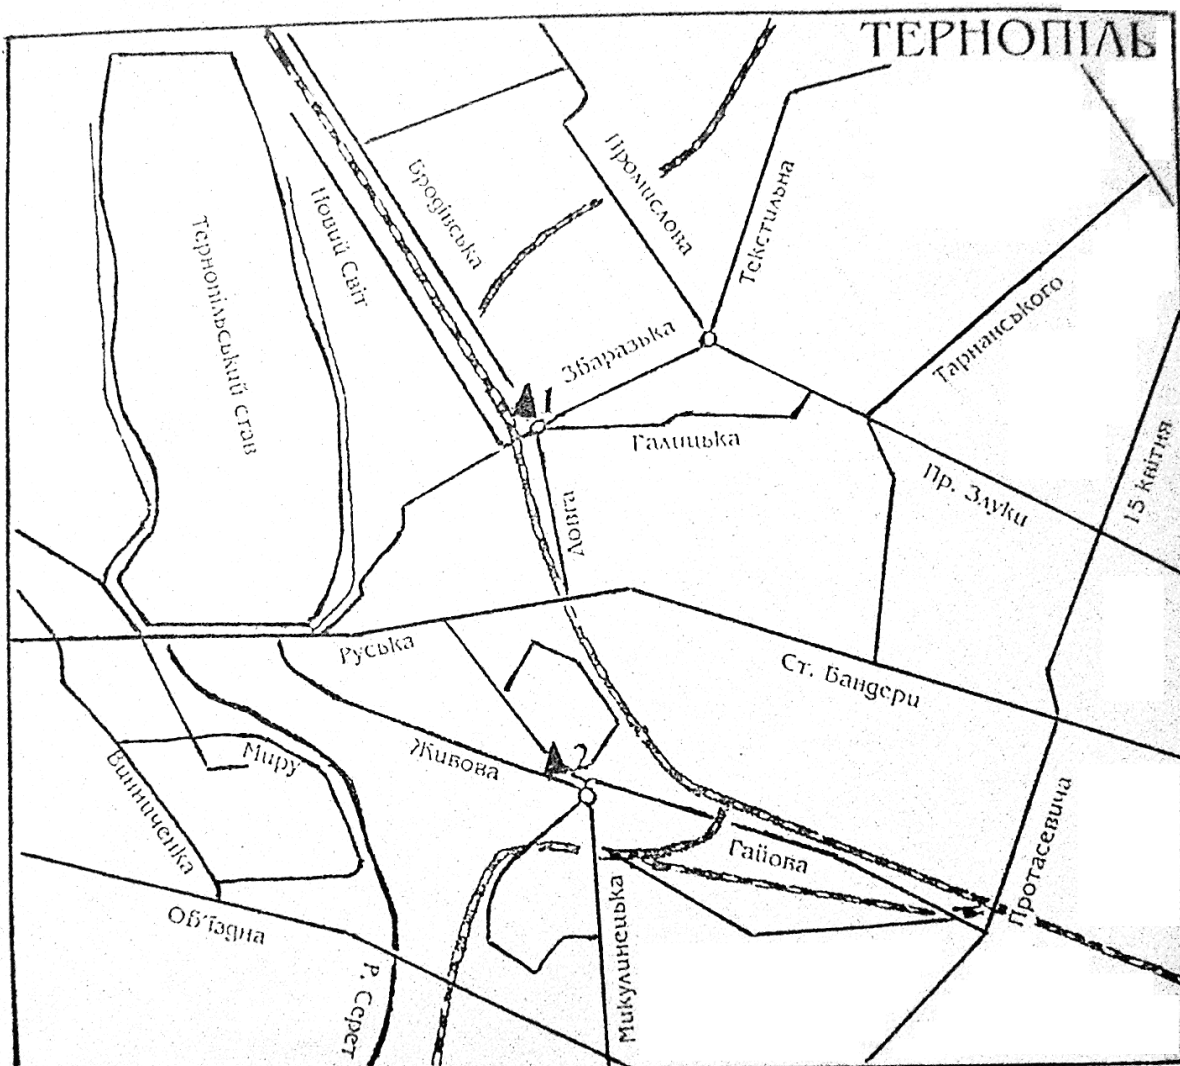 ТЕРНОПІЛЬ
Промислова
Бродівська
Текстильна
Новий Світ
Тернопільський став
Тарнанського
Збаразька
1
Галицька
15 квітня
Пр. Злуки
Довга
Руська
Ст. Бандери
Живова
2
Миру
Винниченка
Гайова
Протасевича
Об'їздна
Р. Серет
Микулинецька